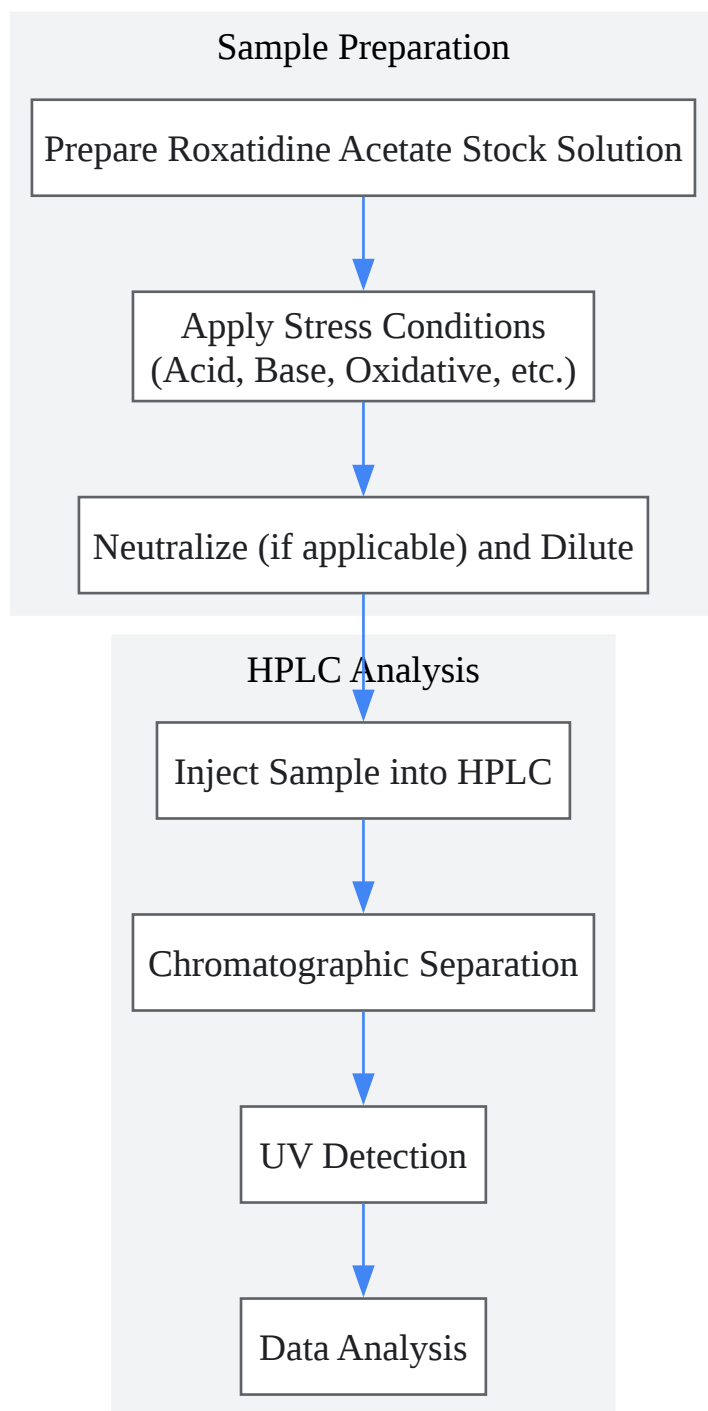 Sample Preparation
Prepare Roxatidine Acetate Stock Solution
Apply Stress Conditions
(Acid, Base, Oxidative, etc.)
Neutralize (if applicable) and Dilute
HPLC Analysis
Inject Sample into HPLC
Chromatographic Separation
UV Detection
Data Analysis